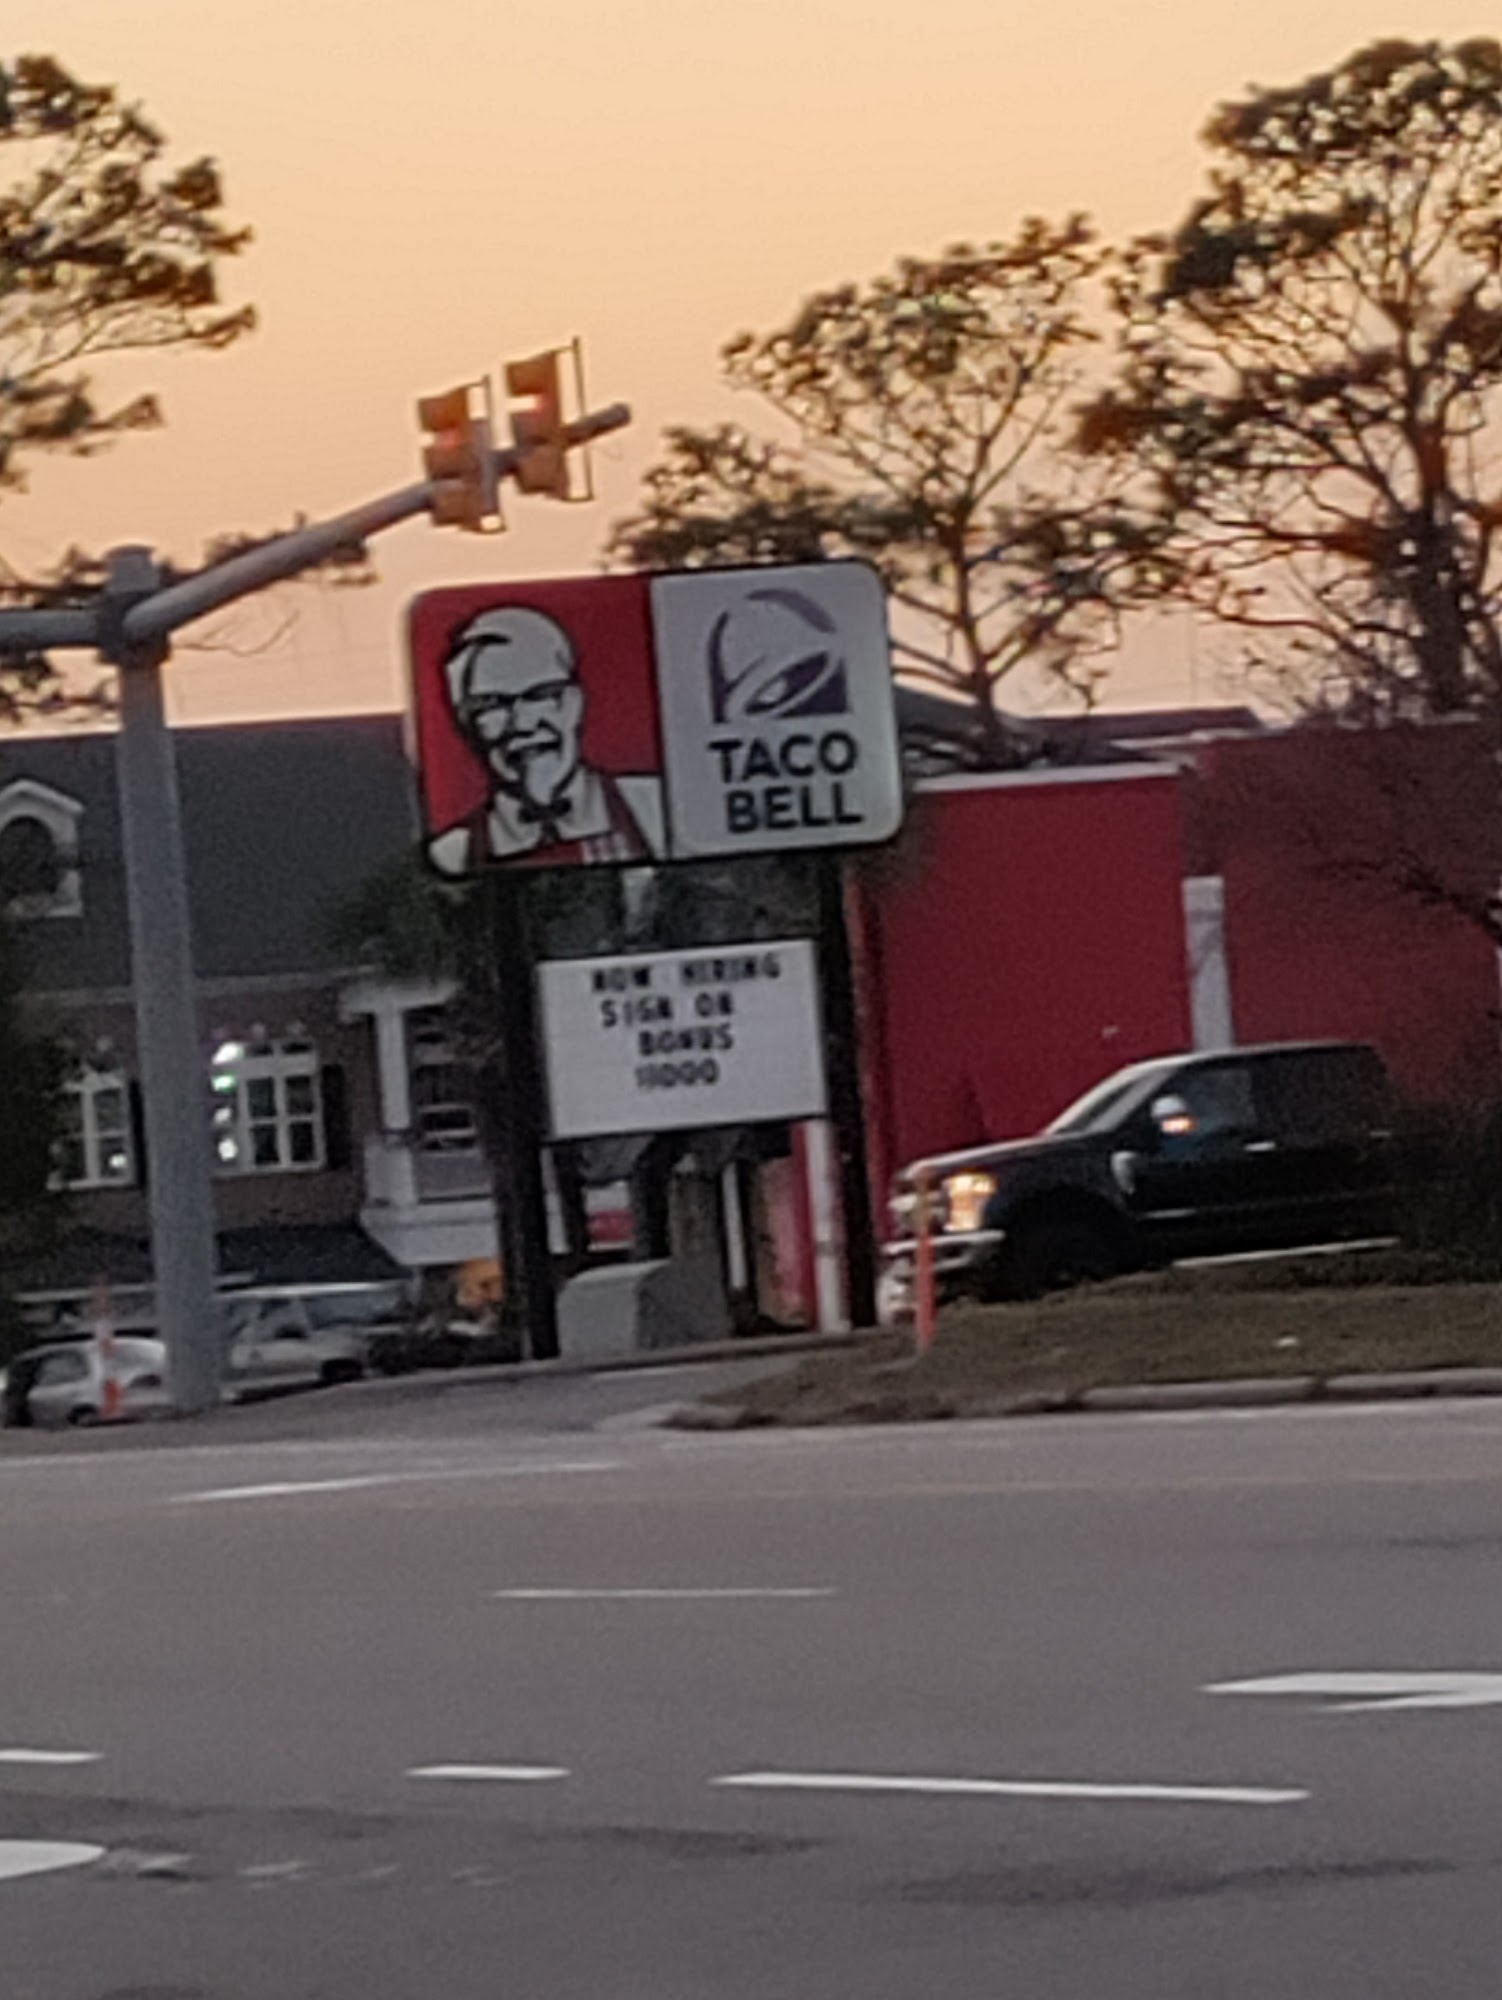 TACO
BELL
NOW HIRING
SIGN ON
BONUS